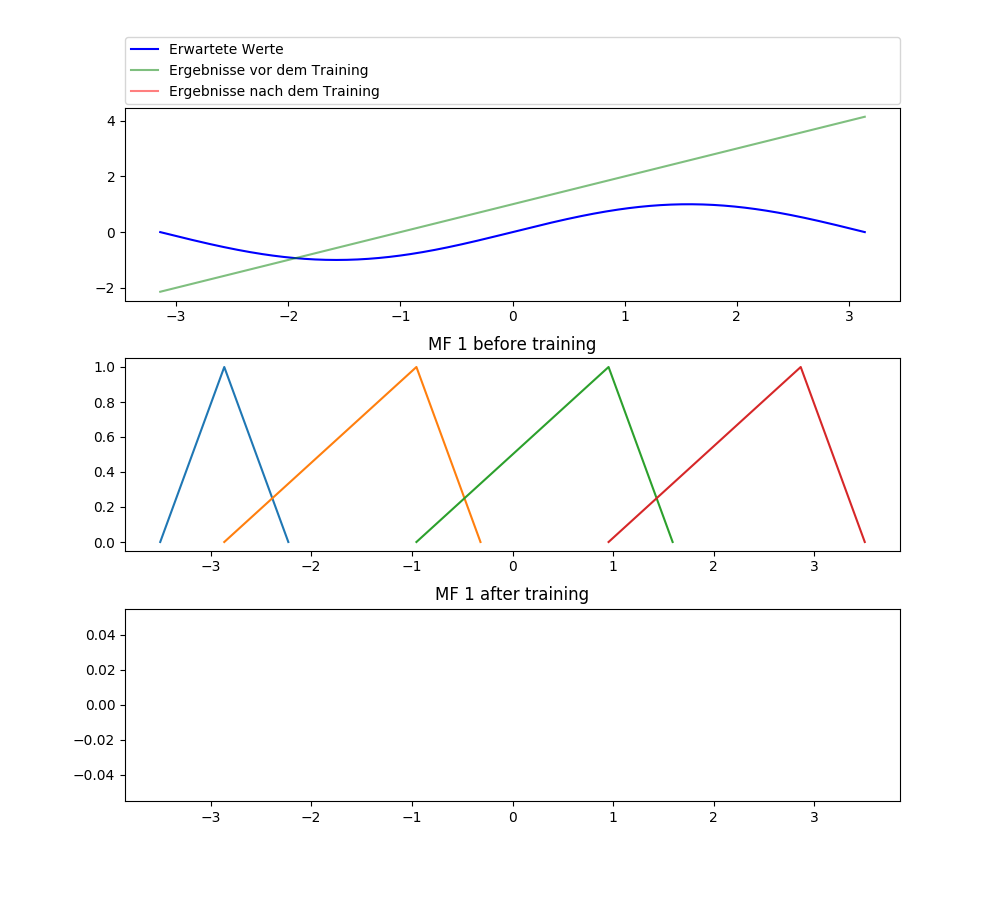 Erwartete Werte
Ergebnisse vor dem Training
Ergebnisse nach dem Training
4
2
0
−2
−3 −2 −1 0 1 2 3
MF 1 before training
1.0
0.8
0.6
0.4
0.2
0.0
−3 −2 −1 0 1 2 3
MF 1 after training
0.04
0.02
0.00
−0.02
−0.04
−3 −2 −1 0 1 2 3